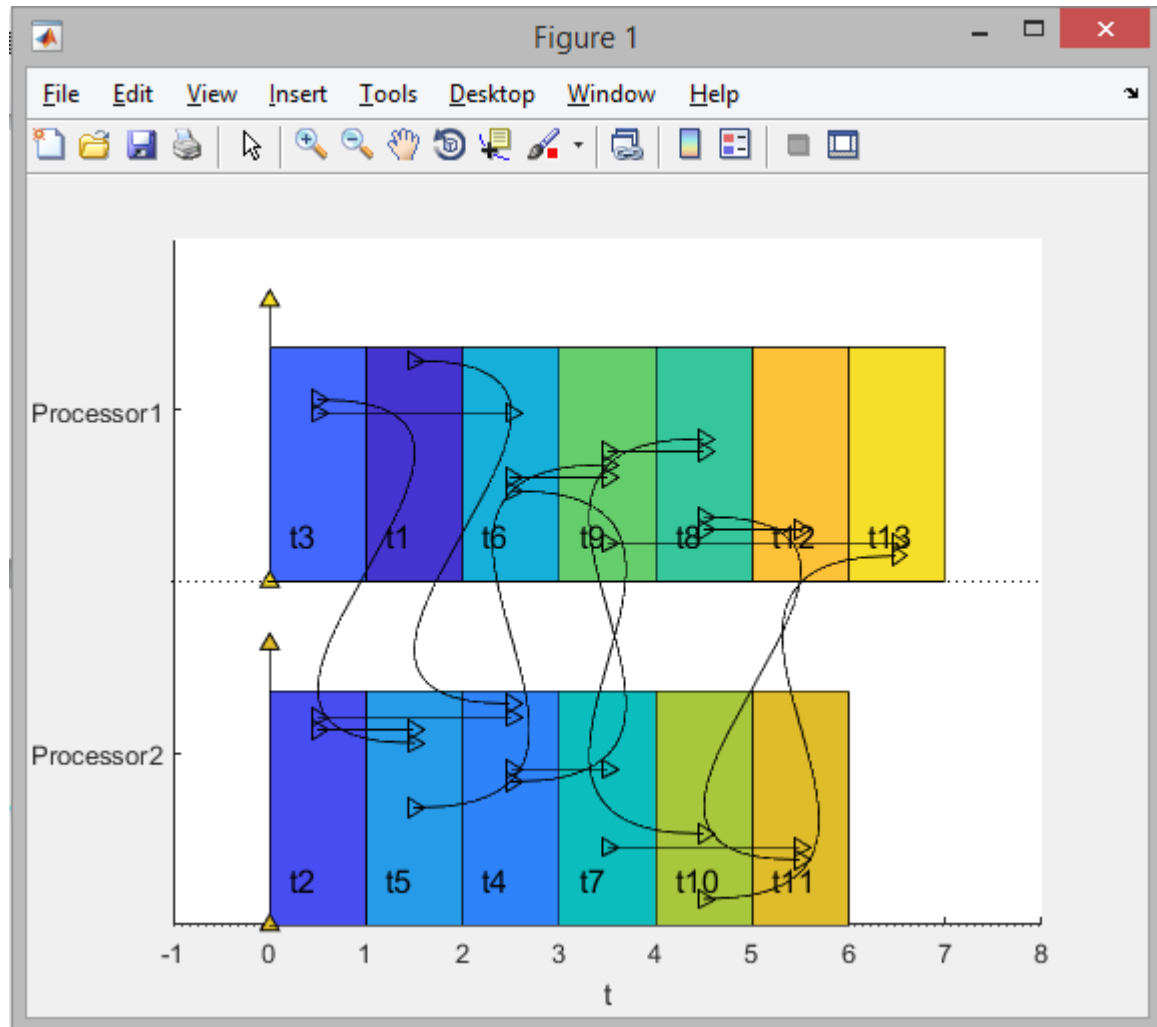 Figure 1
File Edit View Insert Tools Desktop Window Help
Processor1
t3 t1 t6 t9 t8 t12 t13
Processor2
t2 t5 t4 t7 t10 t11
-1 0 1 2 3 4 5 6 7 8
t